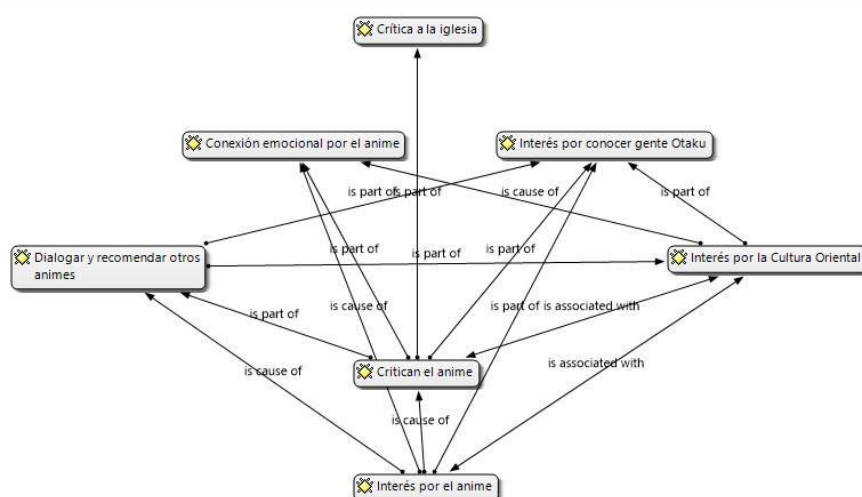 Crítica a la iglesia
Conexión emocional por el anime
Interés por conocer gente Otaku
is part of
is part of
is cause of
is part of
Dialogar y recomendar otros
animes
is part of
is part of
is part of
Interés por la Cultura Oriental
is part of
is cause of
is part of
is associated with
Critican el anime
is cause of
is associated with
is cause of
Interés por el anime